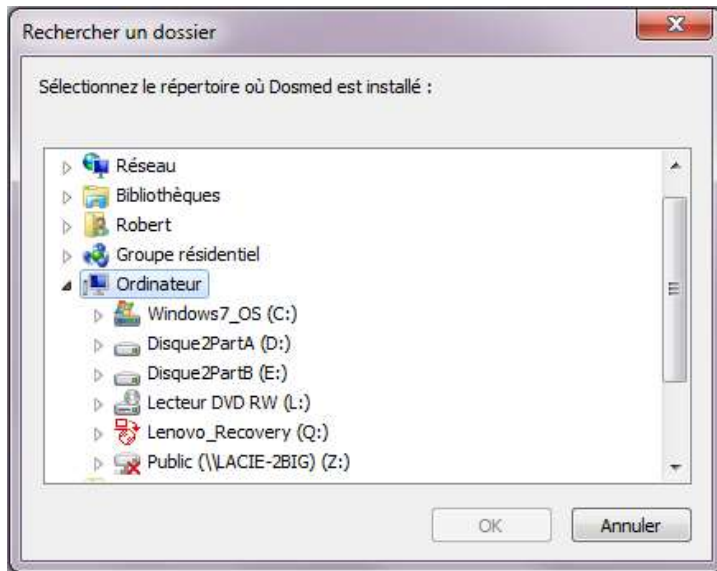 Rechercher un dossier
Sélectionnez le répertoire où Dosmed est installé :
Réseau
Bibliothèques
Robert
Groupe résidentiel
Ordinateur
Windows7_OS (C:)
Disque2PartA (D:)
Disque2PartB (E:)
Lecteur DVD RW (L:)
Lenovo_Recovery (Q:)
Public (\\LACIE-2BIG) (Z:)
OK Annuler